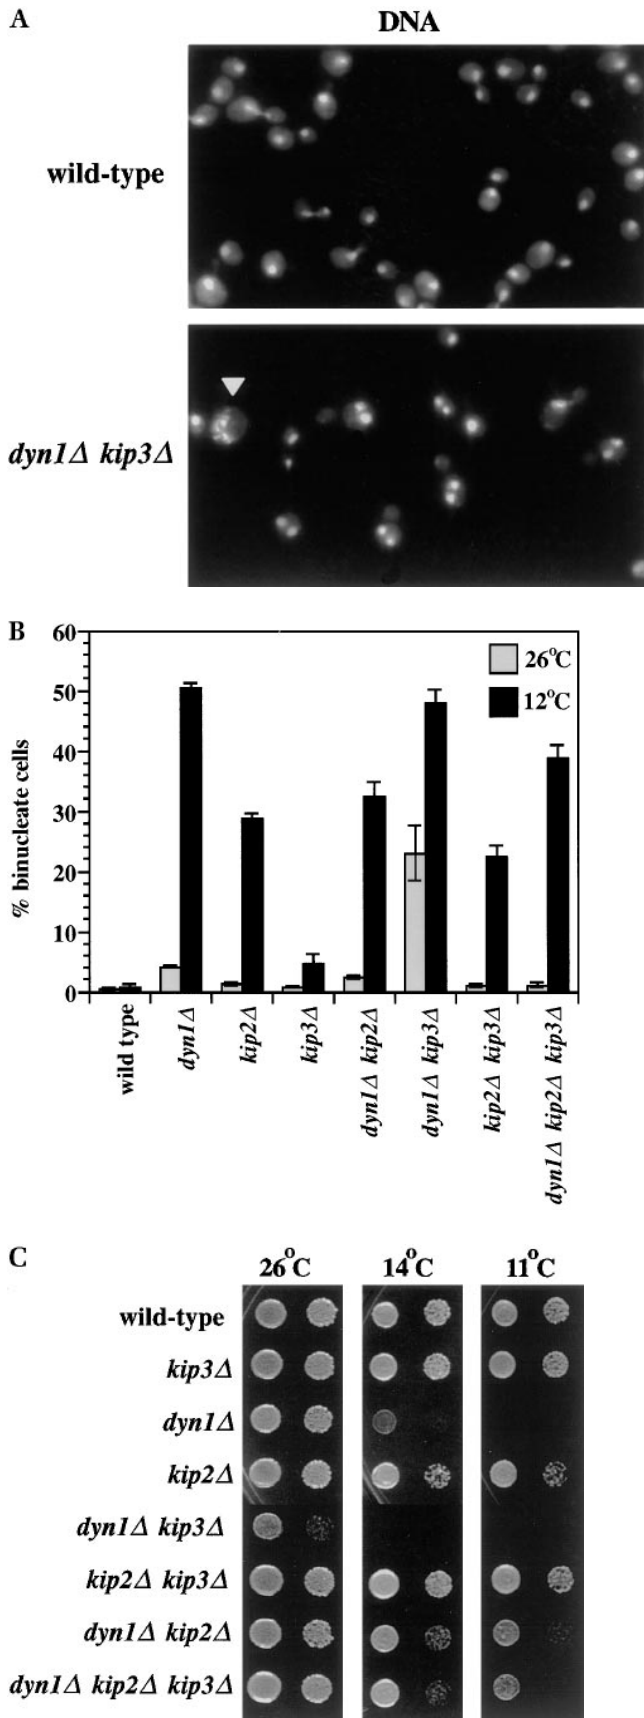 A
DNA
wild-type
dyn1Δ kip3Δ
B
60
50
40
30
20
10
0
% binucleate cells
26°C
12°C
wild type
dyn1Δ
kip2Δ
kip3Δ
dyn1Δ kip2Δ
dyn1Δ kip3Δ
kip2Δ kip3Δ
dyn1Δ kip2Δ kip3Δ
C
26°C 14°C 11°C
wild-type
kip3Δ
dyn1Δ
kip2Δ
dyn1Δ kip3Δ
kip2Δ kip3Δ
dyn1Δ kip2Δ
dyn1Δ kip2Δ kip3Δ